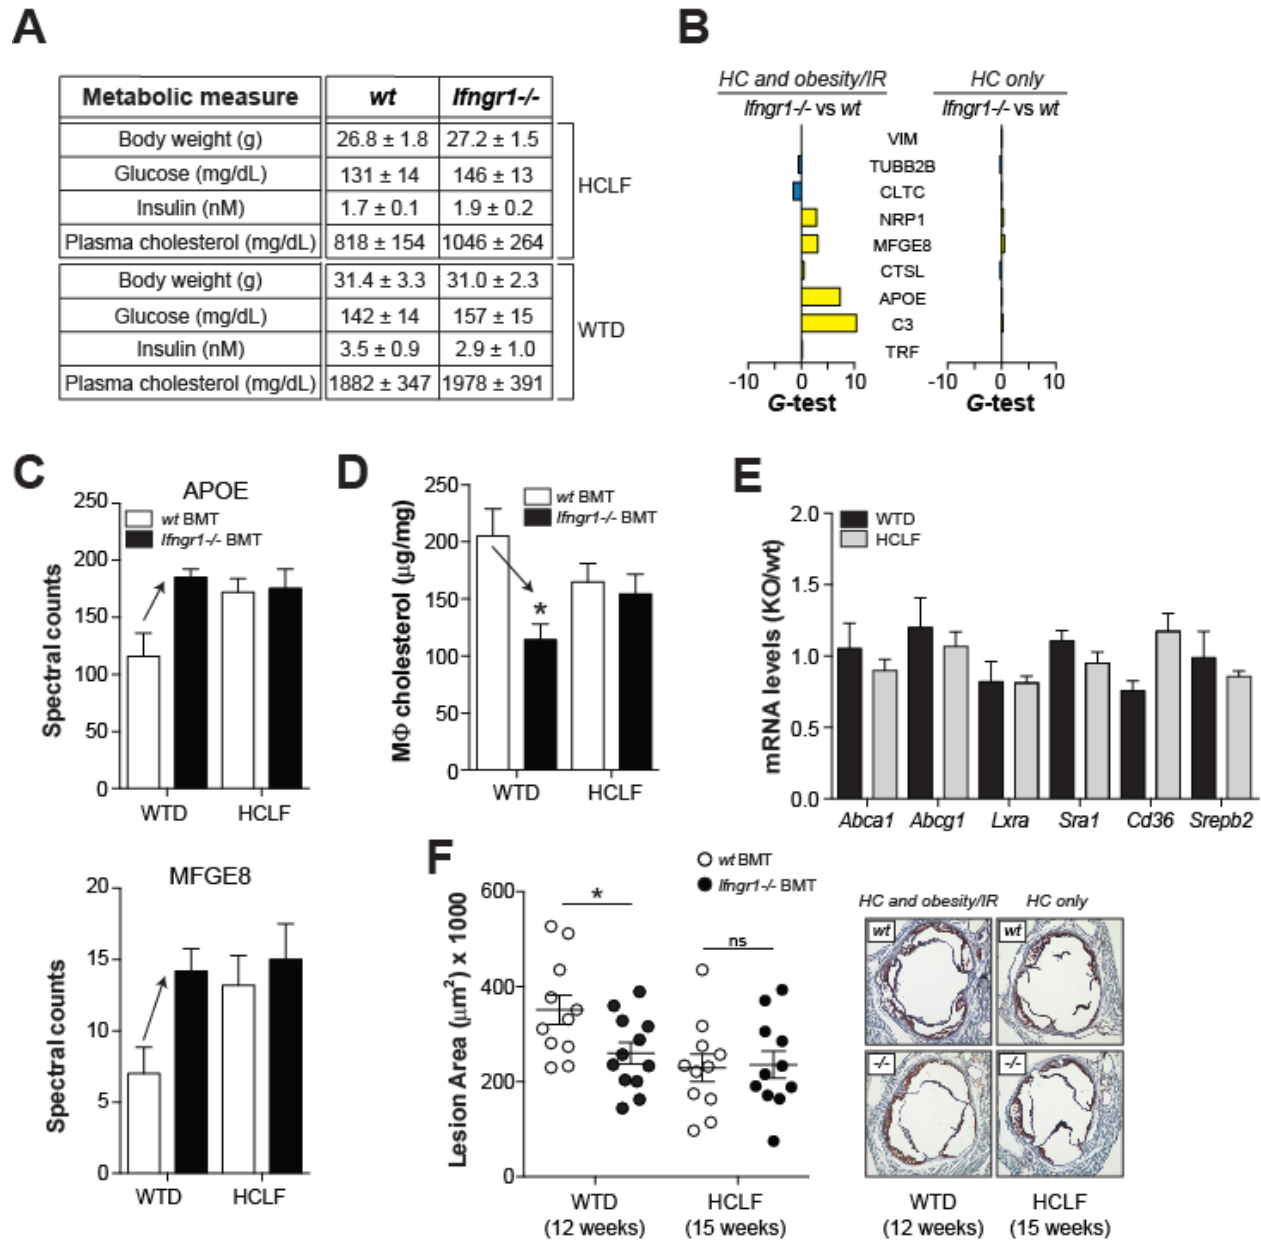 A
Metabolic measure wt Ifngr1-/-
Body weight (g) 26.8 ± 1.8 27.2 ± 1.5
Glucose (mg/dL) 131 ± 14 146 ± 13
Insulin (nM) 1.7 ± 0.1 1.9 ± 0.2
Plasma cholesterol (mg/dL) 818 ± 154 1046 ± 264
HCLF
Body weight (g) 31.4 ± 3.3 31.0 ± 2.3
Glucose (mg/dL) 142 ± 14 157 ± 15
Insulin (nM) 3.5 ± 0.9 2.9 ± 1.0
Plasma cholesterol (mg/dL) 1882 ± 347 1978 ± 391
WTD
B
HC and obesity/IR HC only
Ifngr1-/- vs wt Ifngr1-/- vs wt
VIM
TUBB2B
CLTC
NRP1
MFGE8
CTSL
APOE
C3
TRF
-10 0 10 -10 0 10
G-test G-test
C
APOE
wt BMT
Ifngr1-/- BMT
Spectral counts
250
200
150
100
50
0
WTD HCLF
MFGE8
Spectral counts
20
15
10
5
0
WTD HCLF
D
wt BMT
Ifngr1-/- BMT
MΦ cholesterol (µg/mg)
250
200
150
100
50
0
*
WTD HCLF
E
WTD
HCLF
mRNA levels (KO/wt)
2.0
1.5
1.0
0.5
0.0
Abca1 Abcg1 Lxra Sra1 Cd36 Srepb2
F
wt BMT
Ifngr1-/- BMT
Lesion Area (µm²) x 1000
600
400
200
0
*
ns
WTD HCLF
(12 weeks) (15 weeks)
HC and obesity/IR HC only
wt wt
-/- -/-
WTD HCLF
(12 weeks) (15 weeks)